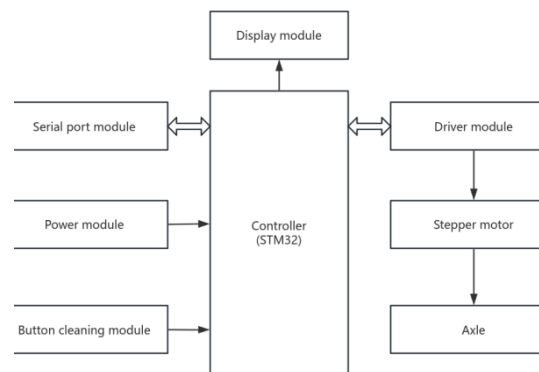 Display module
Serial port module
Driver module
Power module
Controller
(STM32)
Stepper motor
Button cleaning module
Axle